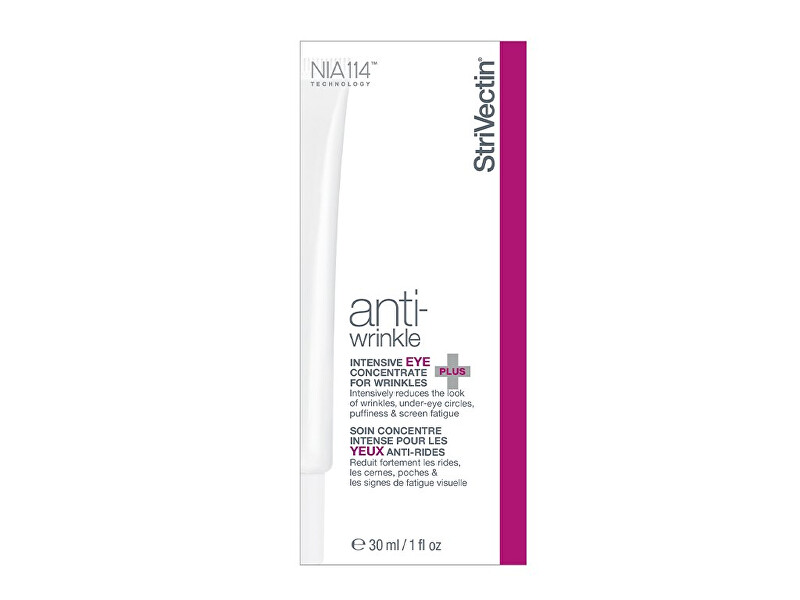 NIA114™
TECHNOLOGY
StriVectin®
anti-
wrinkle
INTENSIVE EYE
CONCENTRATE
FOR WRINKLES
PLUS
Intensively reduces the look
of wrinkles, under-eye circles,
puffiness & screen fatigue
SOIN CONCENTRE
INTENSE POUR LES
YEUX ANTI-RIDES
Reduit fortement les rides,
les cernes, poches &
les signes de fatigue visuelle
℮ 30 ml / 1 fl oz